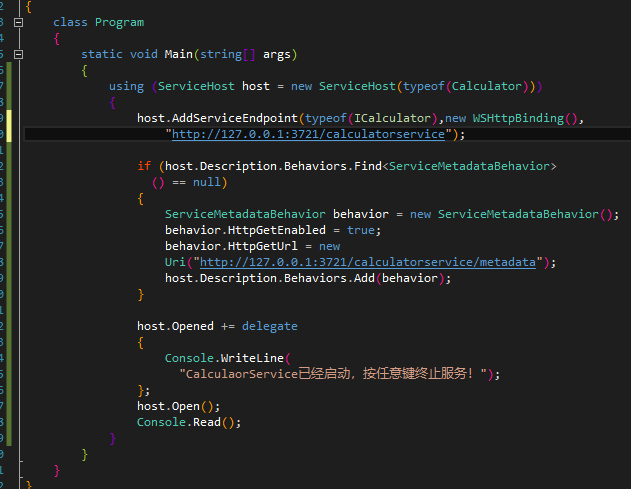 {
class Program
{
static void Main(string[] args)
{
using (ServiceHost host = new ServiceHost(typeof(Calculator)))
{
host.AddServiceEndpoint(typeof(ICalculator),new WSHttpBinding(),
"http://127.0.0.1:3721/calculatorservice");
if (host.Description.Behaviors.Find<ServiceMetadataBehavior>
() == null)
{
ServiceMetadataBehavior behavior = new ServiceMetadataBehavior();
behavior.HttpGetEnabled = true;
behavior.HttpGetUrl = new
Uri("http://127.0.0.1:3721/calculatorservice/metadata");
host.Description.Behaviors.Add(behavior);
}
host.Opened += delegate
{
Console.WriteLine(
"CalculaorService已经启动，按任意键终止服务！");
};
host.Open();
Console.Read();
}
}
}
}